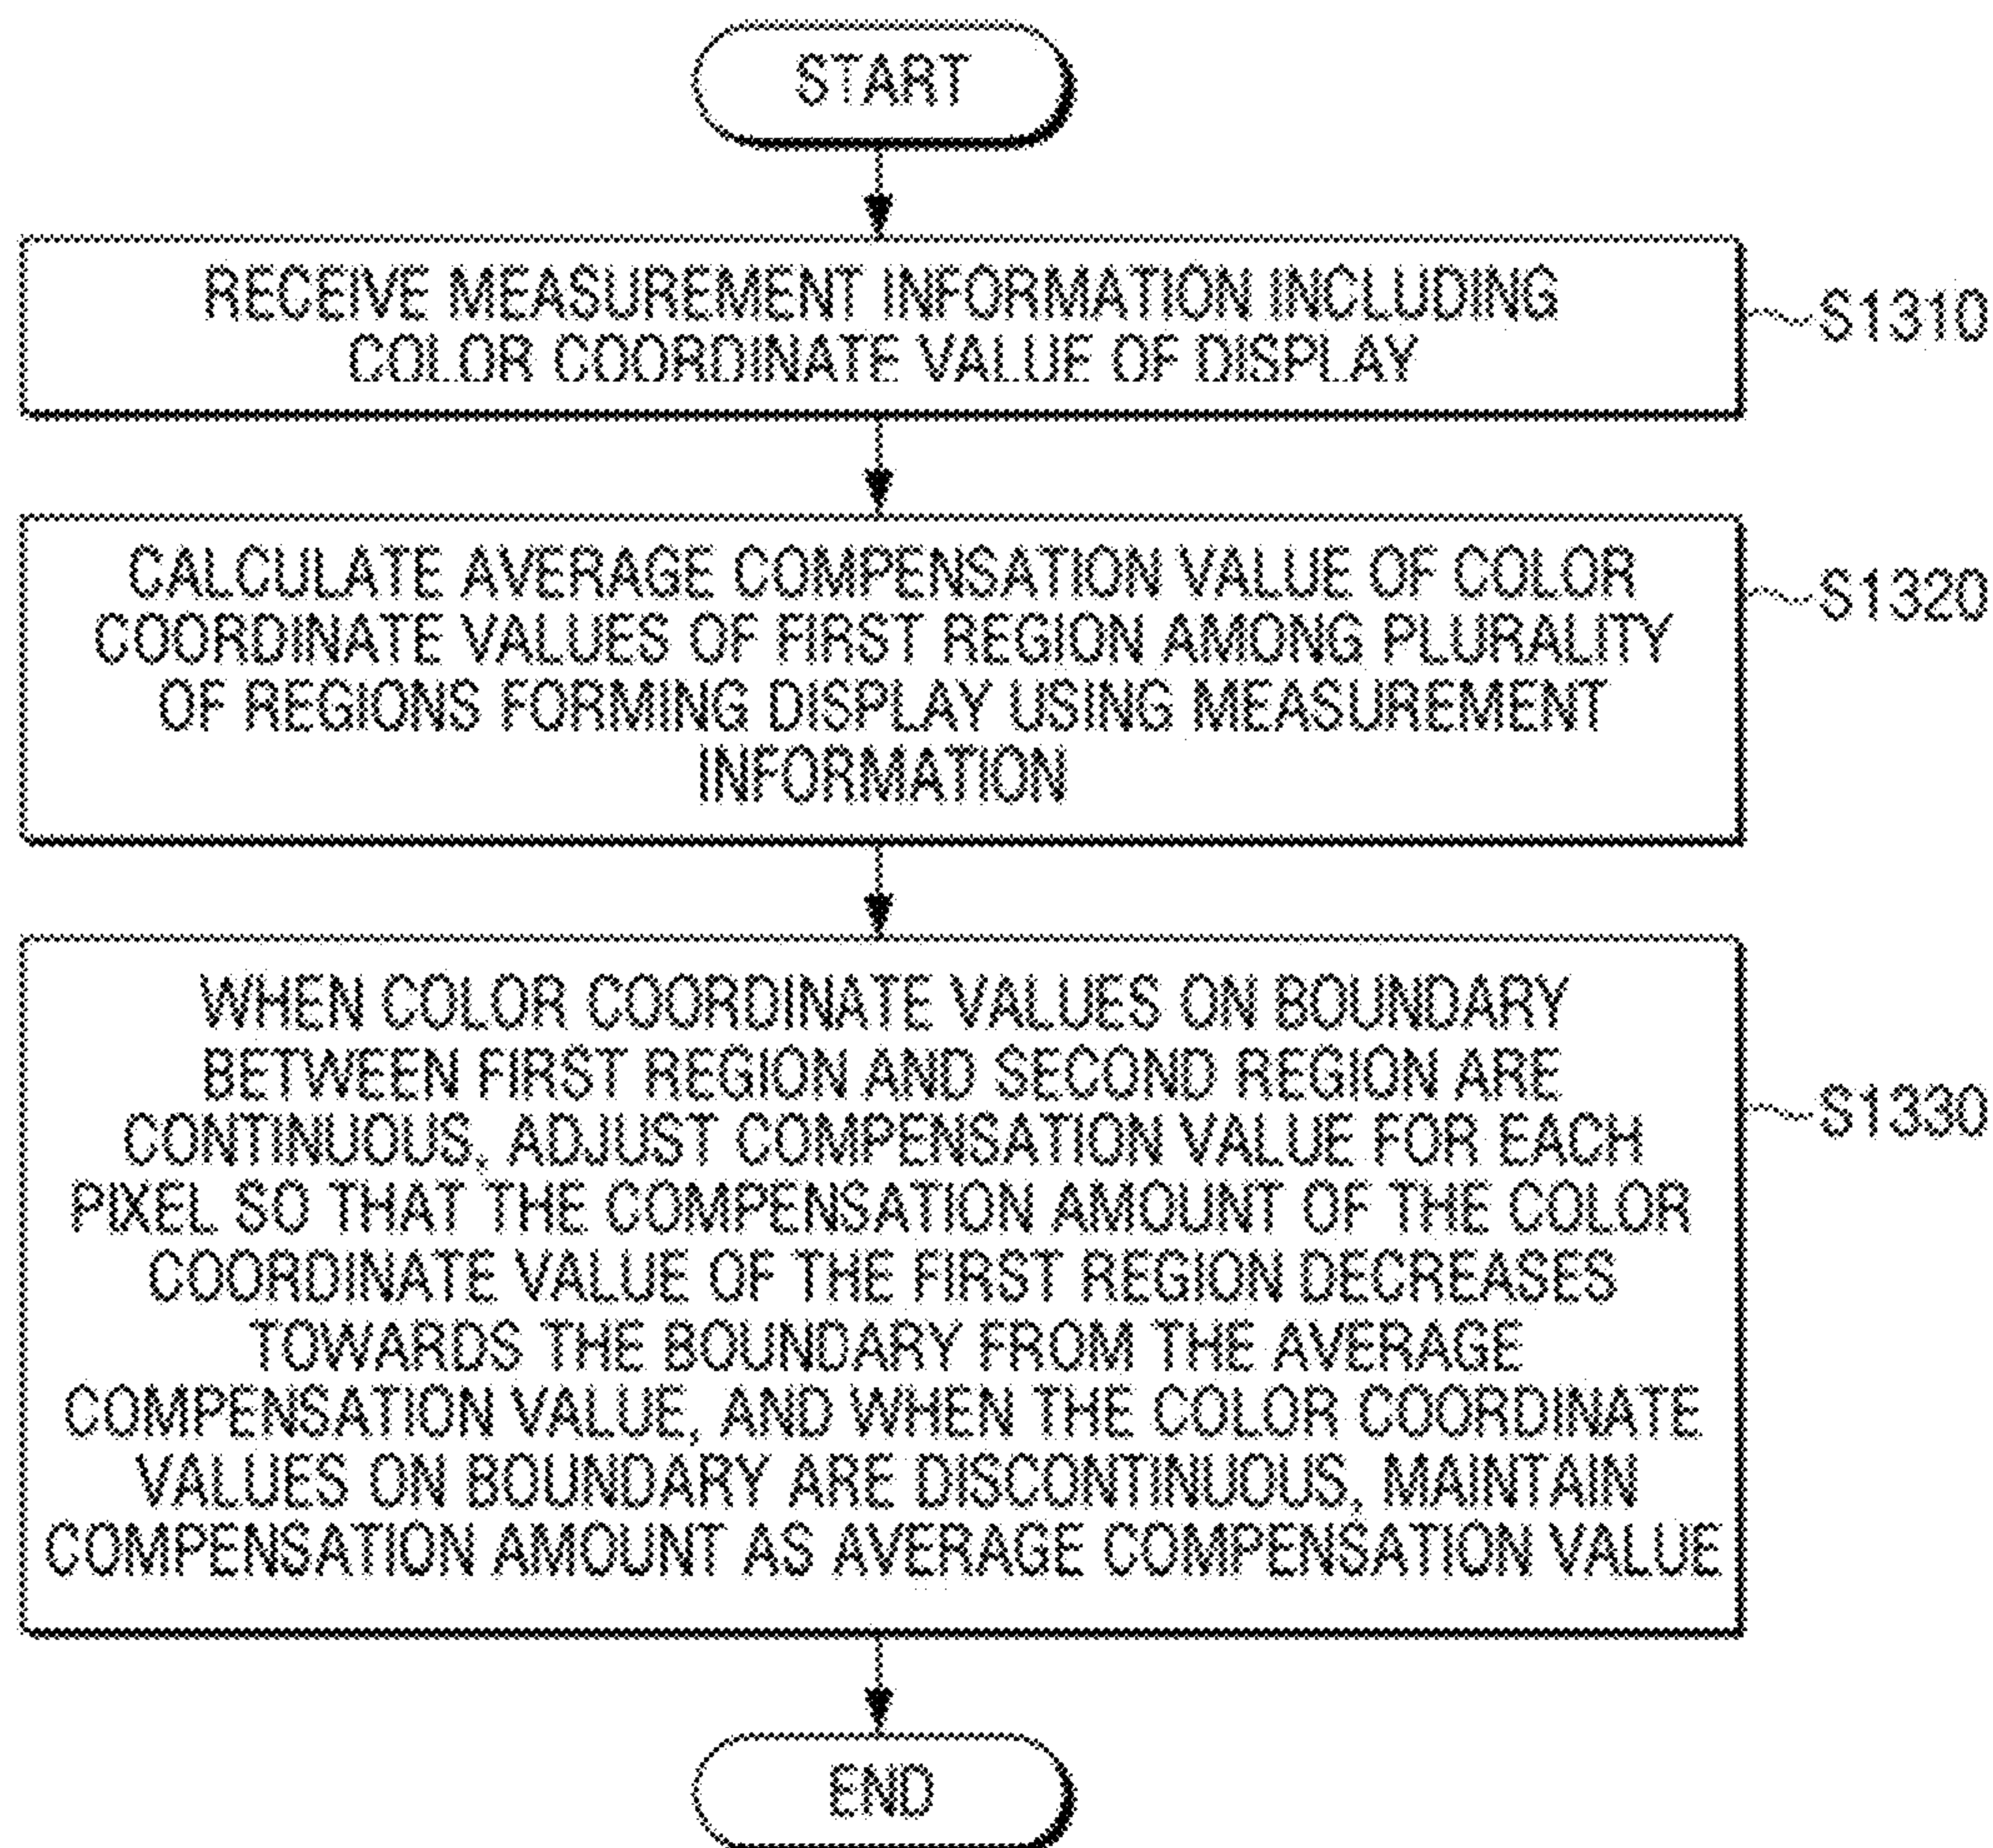 START
RECEIVE MEASUREMENT INFORMATION INCLUDING
COLOR COORDINATE VALUE OF DISPLAY
S1310
CALCULATE AVERAGE COMPENSATION VALUE OF COLOR
COORDINATE VALUES OF FIRST REGION AMONG PLURALITY
OF REGIONS FORMING DISPLAY USING MEASUREMENT
INFORMATION
S1320
WHEN COLOR COORDINATE VALUES ON BOUNDARY
BETWEEN FIRST REGION AND SECOND REGION ARE
CONTINUOUS, ADJUST COMPENSATION VALUE FOR EACH
PIXEL SO THAT THE COMPENSATION AMOUNT OF THE COLOR
COORDINATE VALUE OF THE FIRST REGION DECREASES
TOWARDS THE BOUNDARY FROM THE AVERAGE
COMPENSATION VALUE, AND WHEN THE COLOR COORDINATE
VALUES ON BOUNDARY ARE DISCONTINUOUS, MAINTAIN
COMPENSATION AMOUNT AS AVERAGE COMPENSATION VALUE
S1330
END